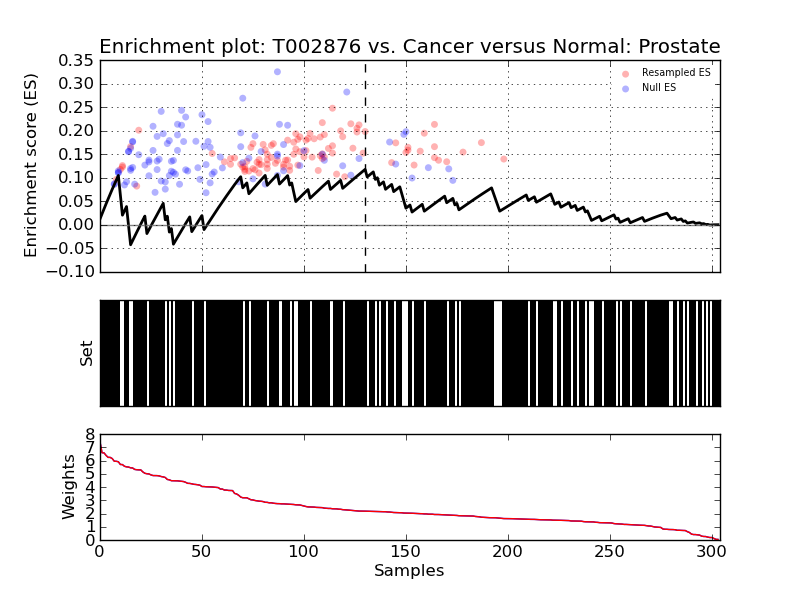 Enrichment plot: T002876 vs. Cancer versus Normal: Prostate
Enrichment score (ES)
0.35
0.30
0.25
0.20
0.15
0.10
0.05
0.00
−0.05
−0.10
Resampled ES
Null ES
Set
Weights
8
7
6
5
4
3
2
1
0
0 50 100 150 200 250 300
Samples